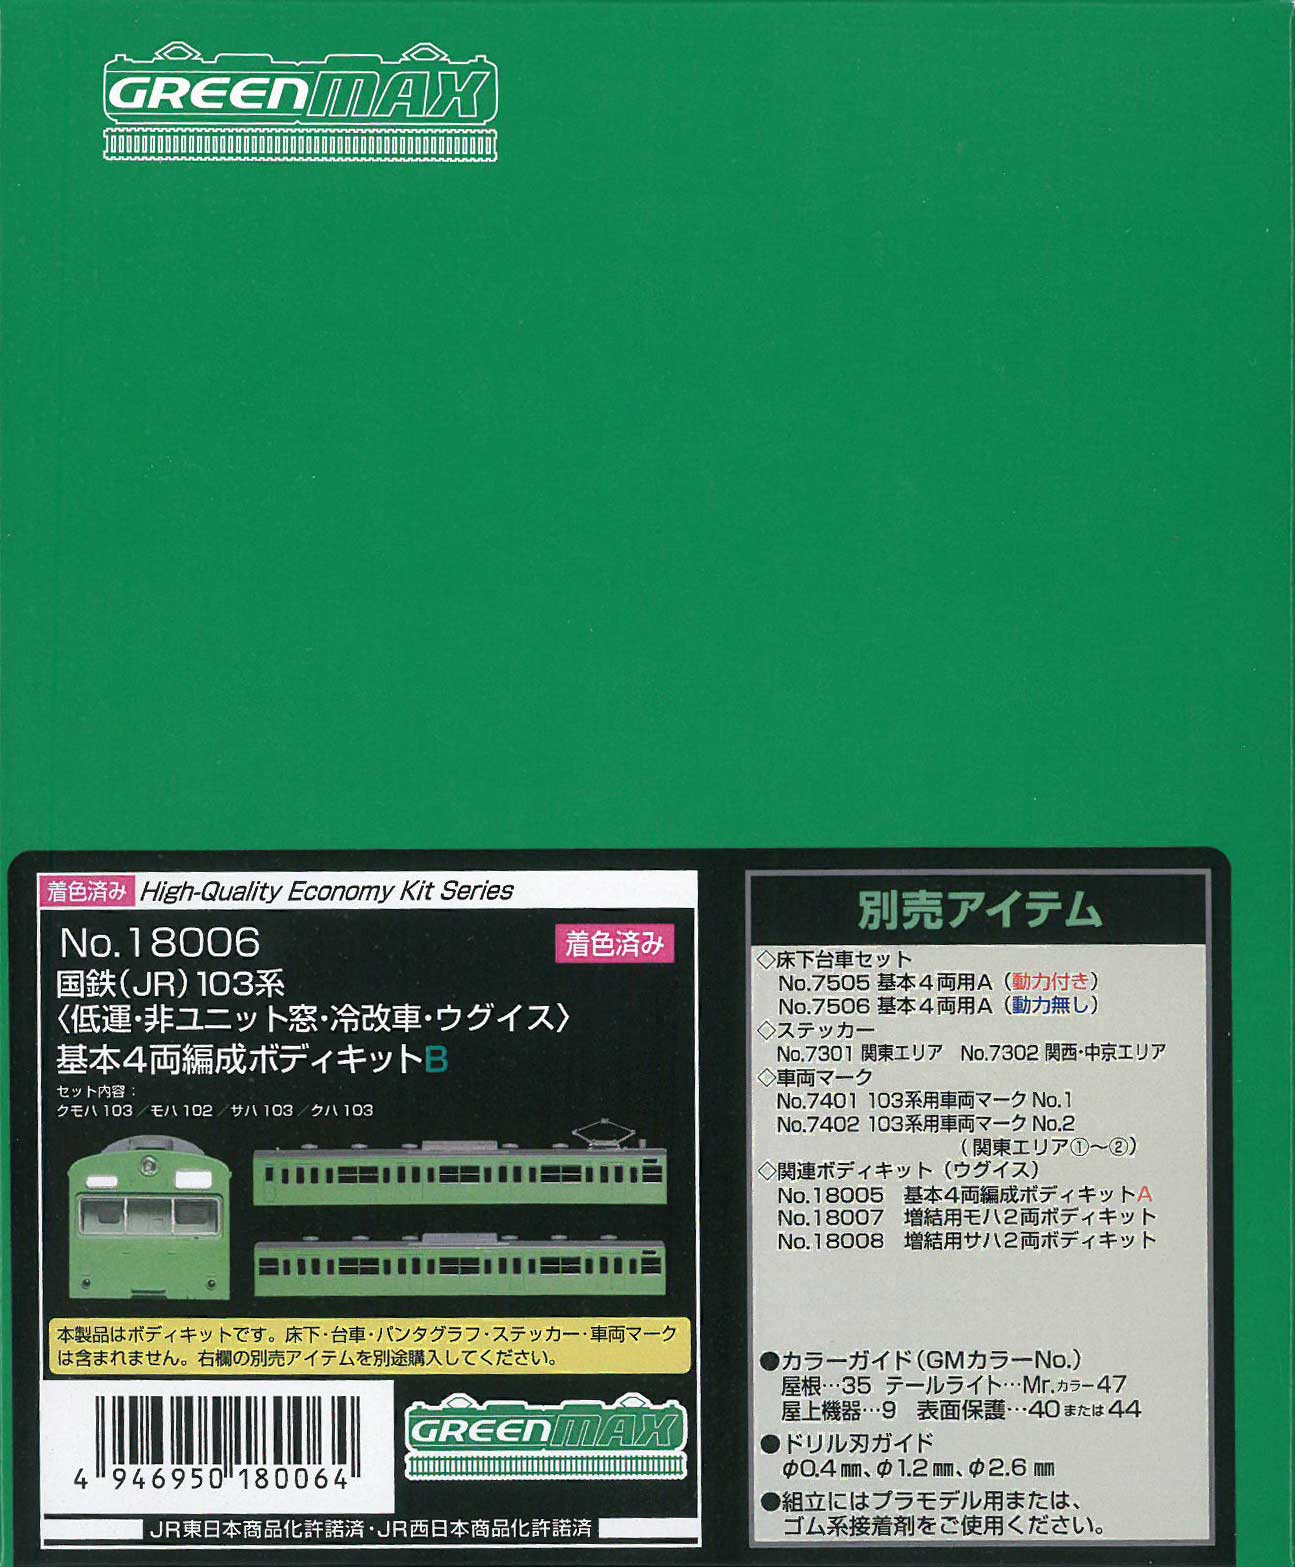 GREENMAX
着色済み High-Quality Economy Kit Series
No.18006
着色済み
国鉄(JR)103系
〈低運・非ユニット窓・冷改車・ウグイス〉
基本4両編成ボディキットB
セット内容：
クモハ103／モハ102／サハ103／クハ103
本製品はボディキットです。床下・台車・パンタグラフ・ステッカー・車両マーク
は含まれません。右欄の別売アイテムを別途購入してください。
4 946950 180064
GREENMAX
JR東日本商品化許諾済・JR西日本商品化許諾済
別売アイテム
◇床下台車セット
No.7505 基本4両用A（動力付き）
No.7506 基本4両用A（動力無し）
◇ステッカー
No.7301 関東エリア No.7302 関西・中京エリア
◇車両マーク
No.7401 103系用車両マーク No.1
No.7402 103系用車両マーク No.2
（関東エリア①〜②）
◇関連ボディキット（ウグイス）
No.18005 基本4両編成ボディキットA
No.18007 増結用モハ2両ボディキット
No.18008 増結用サハ2両ボディキット
●カラーガイド(GMカラーNo.)
屋根…35 テールライト…Mr.カラー47
屋上機器…9 表面保護…40または44
●ドリル刃ガイド
φ0.4㎜、φ1.2㎜、φ2.6㎜
●組立にはプラモデル用または、
ゴム系接着剤をご使用ください。